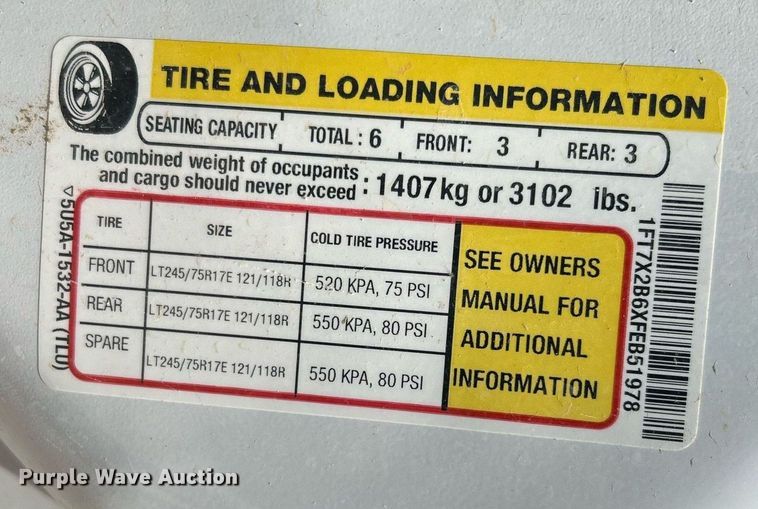 TIRE AND LOADING INFORMATION
SEATING CAPACITY TOTAL : 6 FRONT: 3 REAR: 3
The combined weight of occupants
and cargo should never exceed : 1407kg or 3102 lbs.
TIRE SIZE COLD TIRE PRESSURE
FRONT LT245/75R17E 121/118R 520 KPA, 75 PSI
REAR LT245/75R17E 121/118R 550 KPA, 80 PSI
SPARE LT245/75R17E 121/118R 550 KPA, 80 PSI
SEE OWNERS
MANUAL FOR
ADDITIONAL
INFORMATION
▽505A-1532-AA (TL0)
1FT7X2B6XFEB51978
Purple Wave Auction